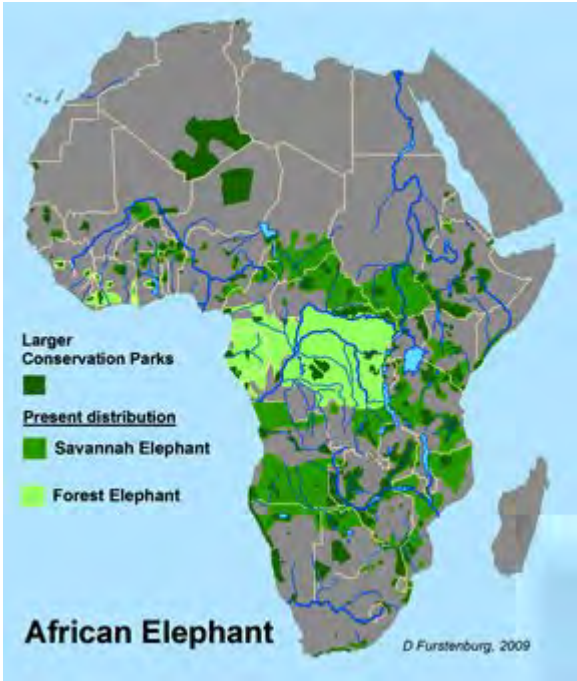 Larger
Conservation Parks
Present distribution
Savannah Elephant
Forest Elephant
African Elephant
D Furstenburg, 2009